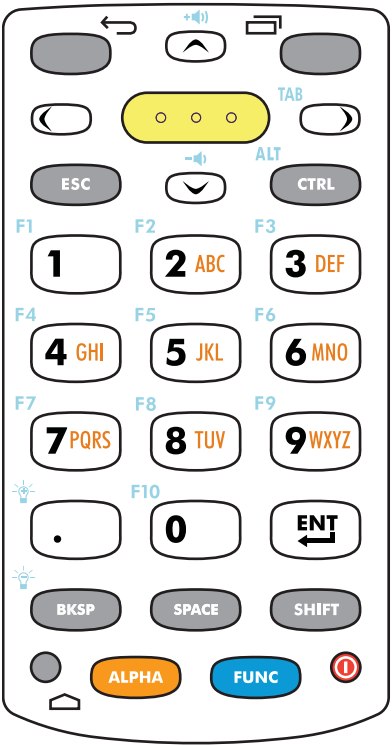 +
TAB
-
ALT
ESC CTRL
F1 F2 F3
1 2 ABC 3 DEF
F4 F5 F6
4 GHI 5 JKL 6 MNO
F7 F8 F9
7 PQRS 8 TUV 9 WXYZ
F10
. 0 ENT
BKSP SPACE SHIFT
ALPHA FUNC